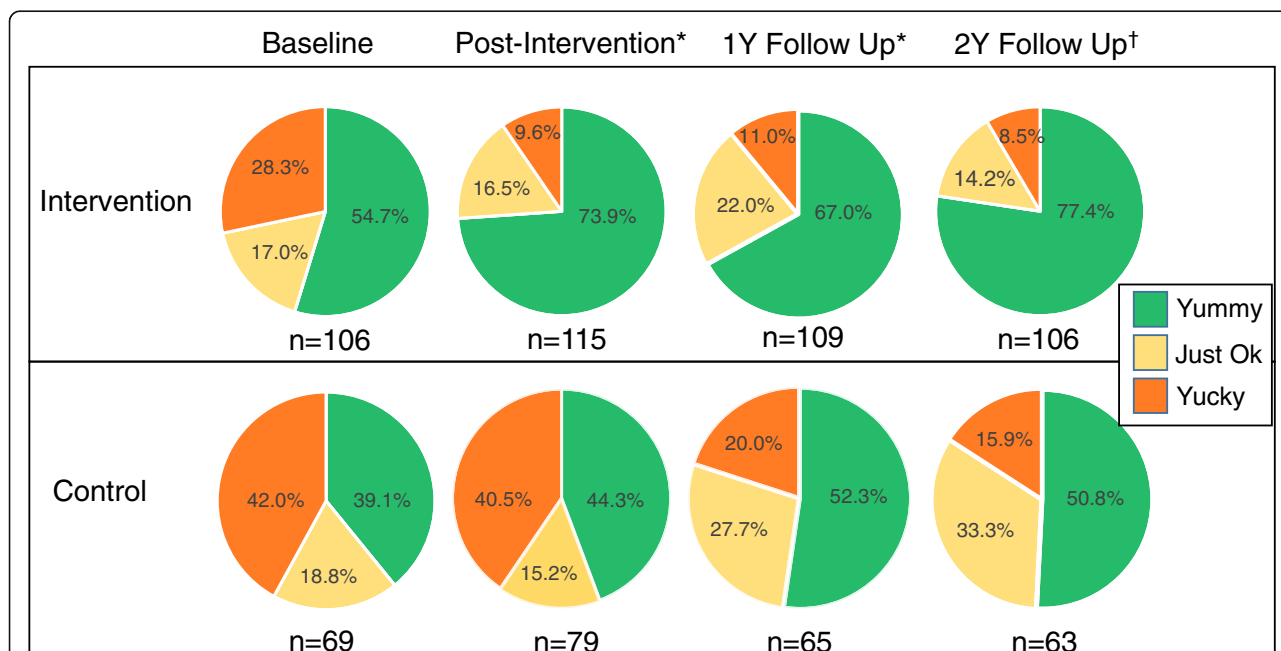 Baseline Post-Intervention* 1Y Follow Up* 2Y Follow Up†
Intervention
28.3% 54.7% 17.0%
9.6% 16.5% 73.9%
11.0% 22.0% 67.0%
8.5% 14.2% 77.4%
n=106 n=115 n=109 n=106
Yummy
Just Ok
Yucky
Control
42.0% 39.1% 18.8%
40.5% 44.3% 15.2%
20.0% 52.3% 27.7%
15.9% 50.8% 33.3%
n=69 n=79 n=65 n=63